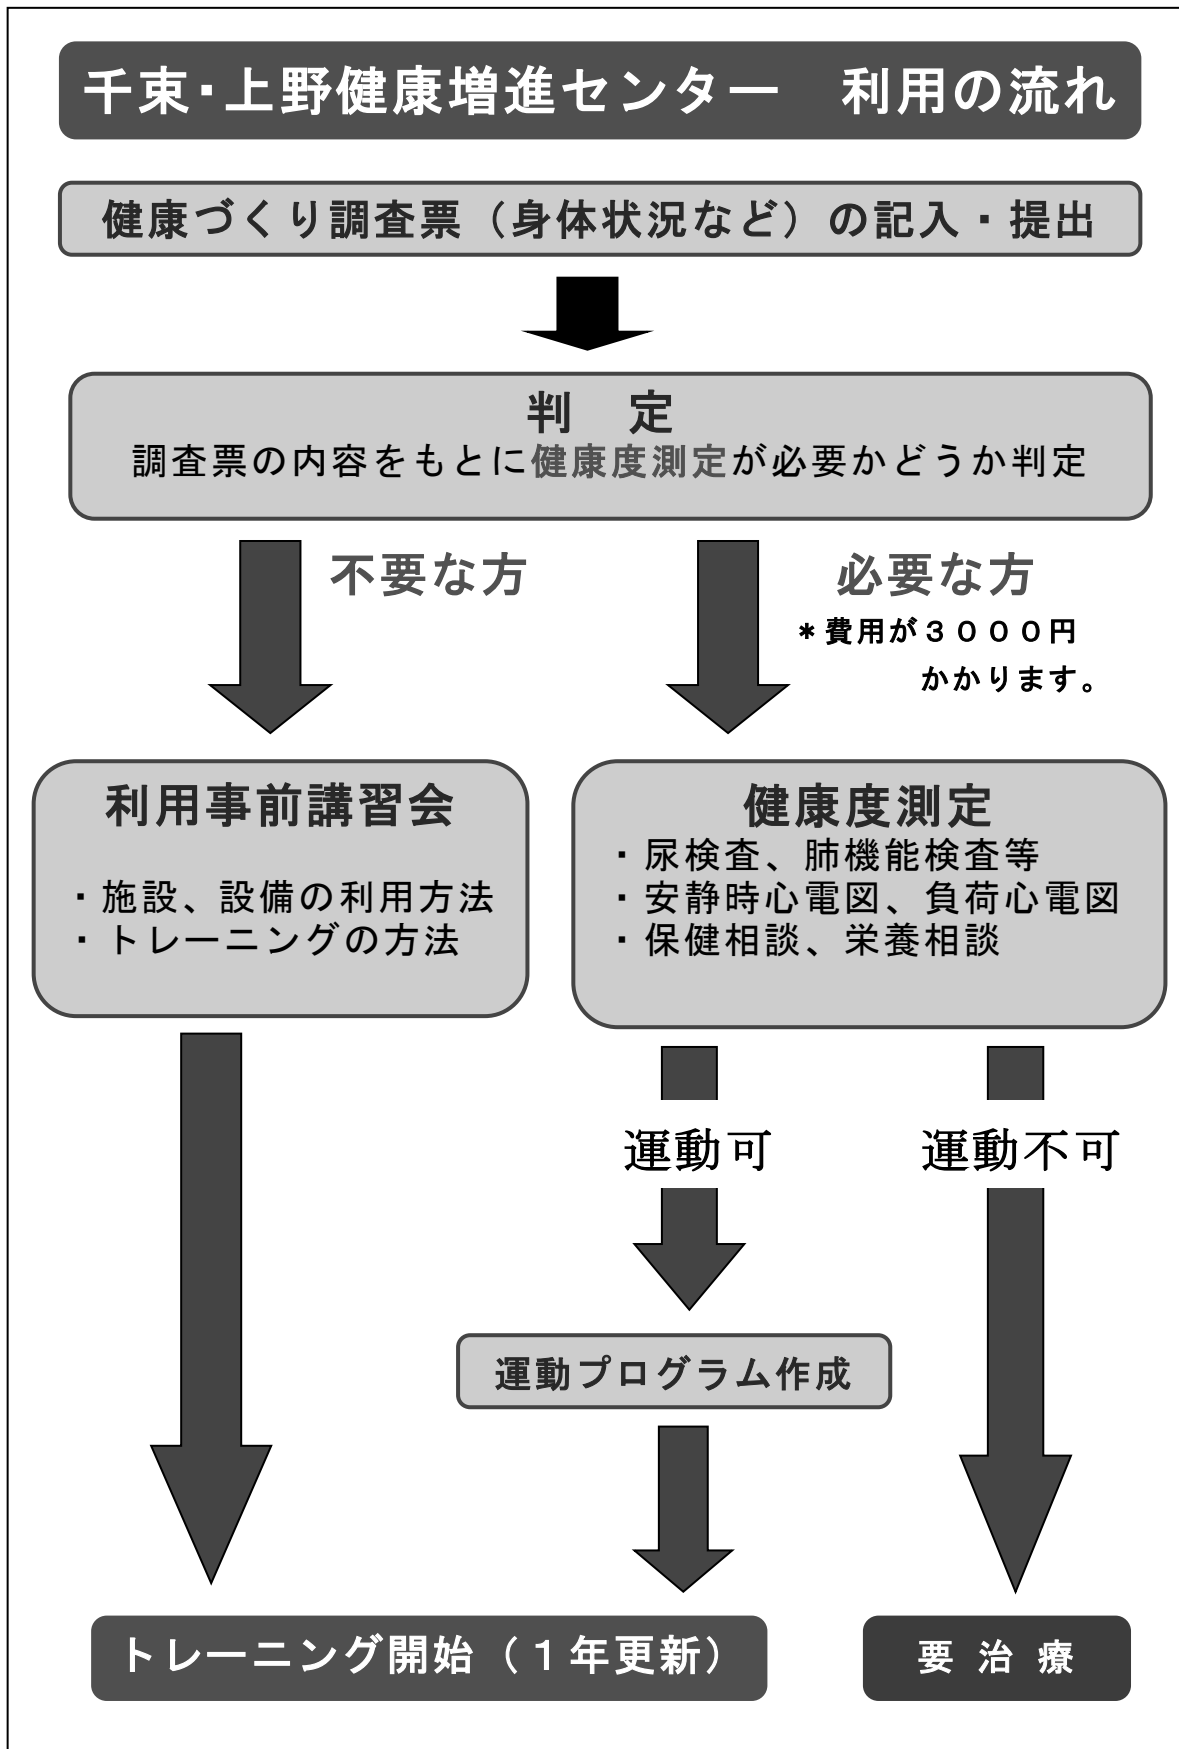 千束・上野健康増進センター　利用の流れ
健康づくり調査票（身体状況など）の記入・提出
判　定
調査票の内容をもとに健康度測定が必要かどうか判定
不要な方
必要な方
＊費用が３０００円
かかります。
利用事前講習会
・施設、設備の利用方法
・トレーニングの方法
健康度測定
・尿検査、肺機能検査等
・安静時心電図、負荷心電図
・保健相談、栄養相談
運動可
運動不可
運動プログラム作成
トレーニング開始（１年更新）
要 治 療